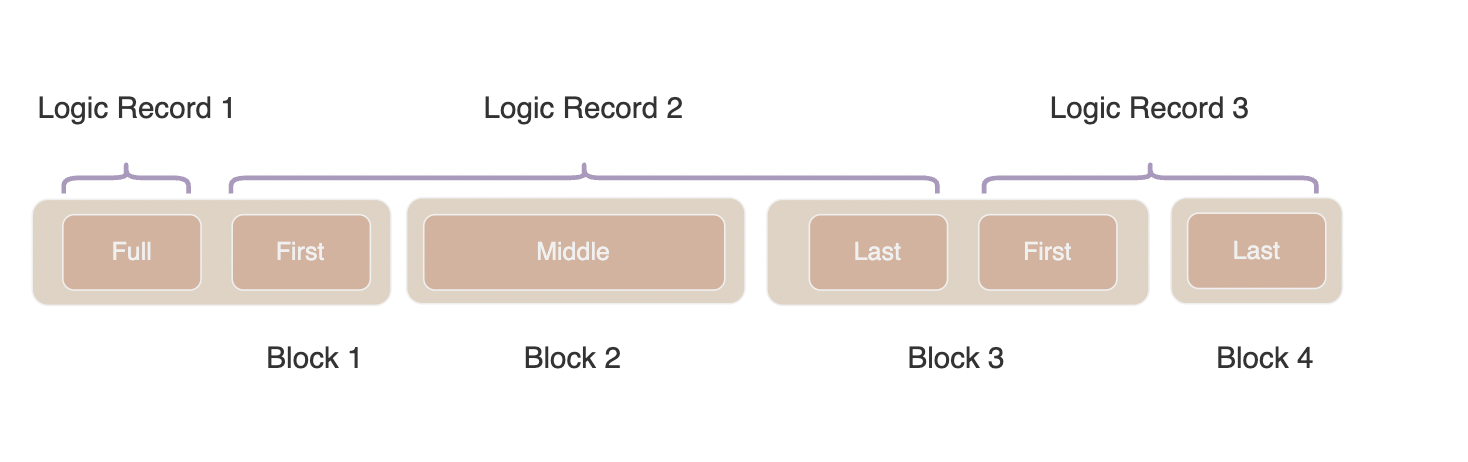 Logic Record 1 Logic Record 2 Logic Record 3
Full First Middle Last First Last
Block 1 Block 2 Block 3 Block 4